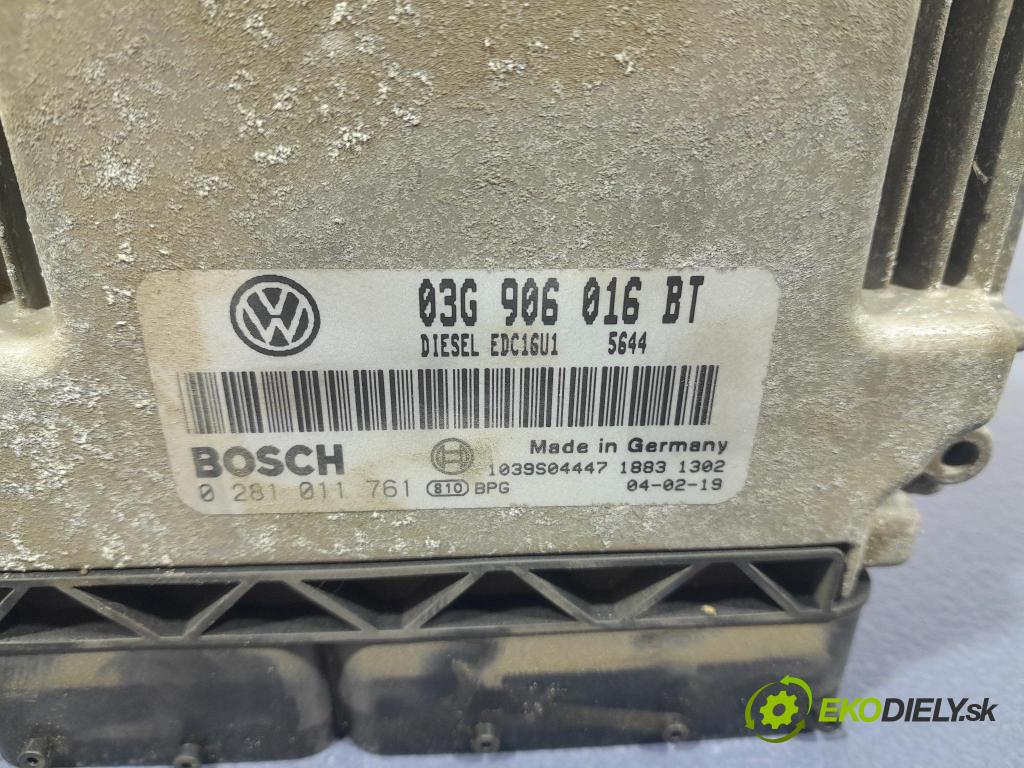 03G 906 016 BT
DIESEL EDC16U1 5644
BOSCH
Made in Germany
1039S04447 1883 1302
0 281 011 761 810 BPG 04-02-19
EKODIELY.sk